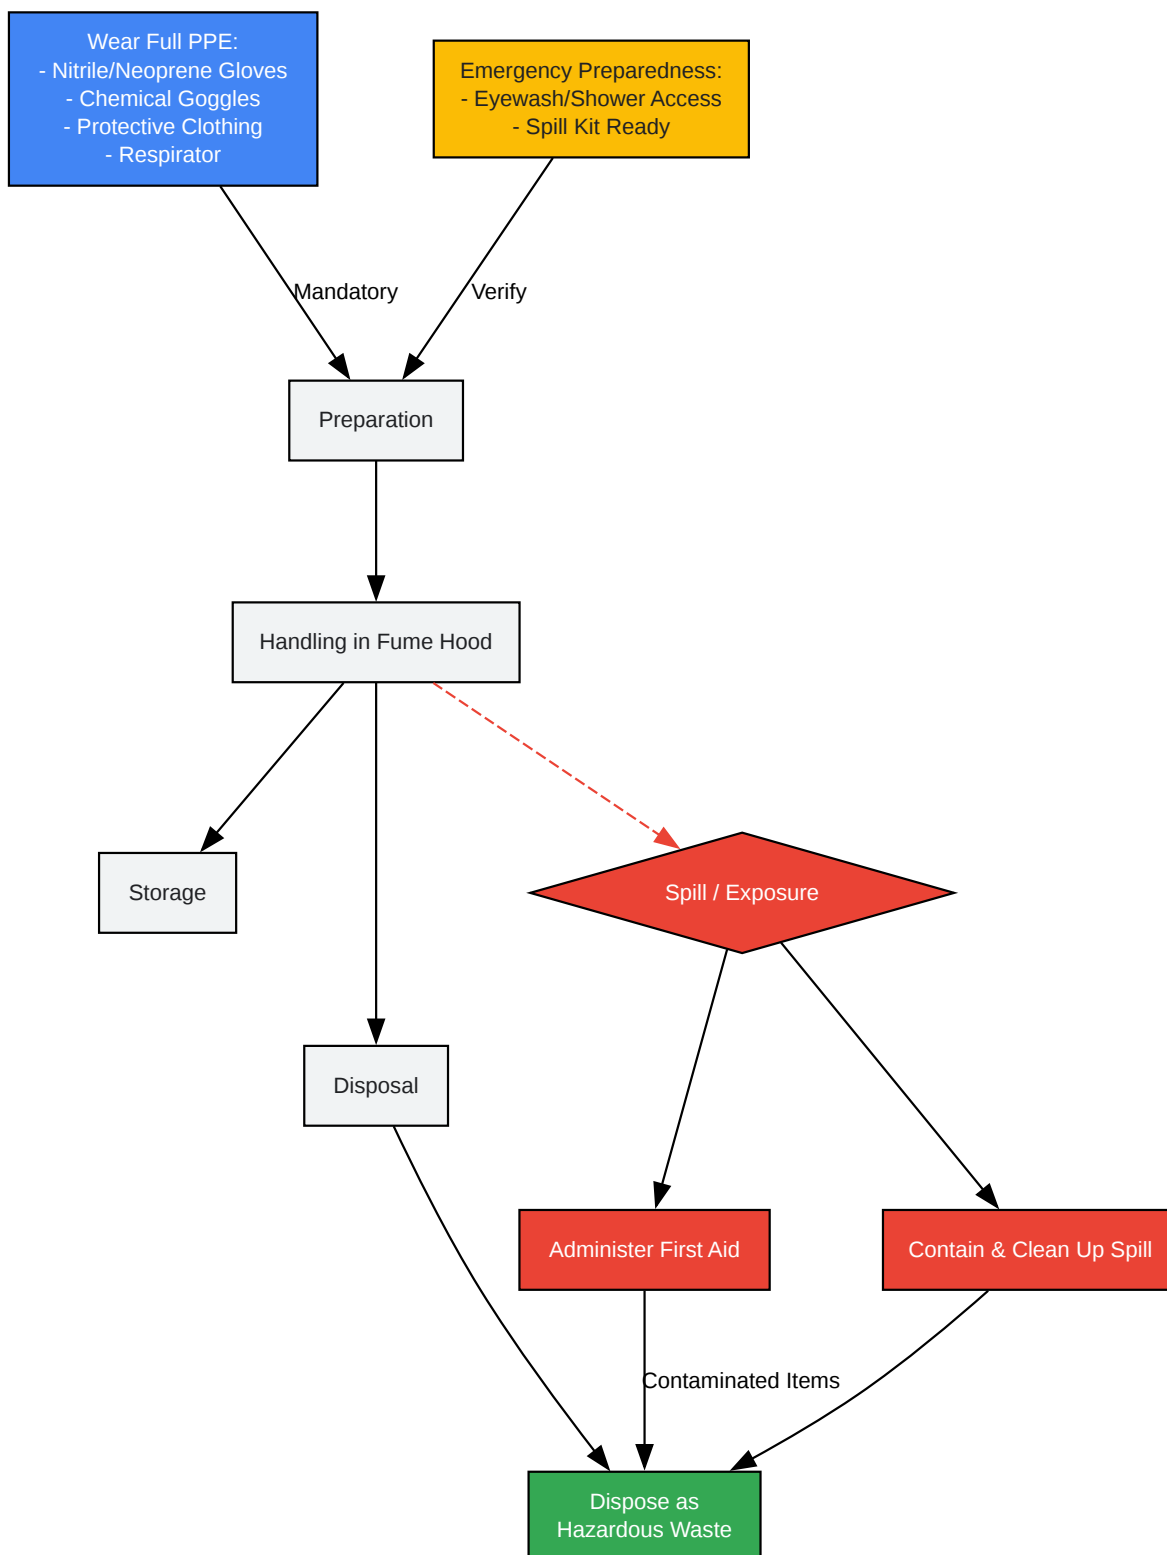 Wear Full PPE:
- Nitrile/Neoprene Gloves
- Chemical Goggles
- Protective Clothing
- Respirator
Emergency Preparedness:
- Eyewash/Shower Access
- Spill Kit Ready
Mandatory
Verify
Preparation
Handling in Fume Hood
Storage
Spill / Exposure
Disposal
Administer First Aid
Contain & Clean Up Spill
Contaminated Items
Dispose as
Hazardous Waste